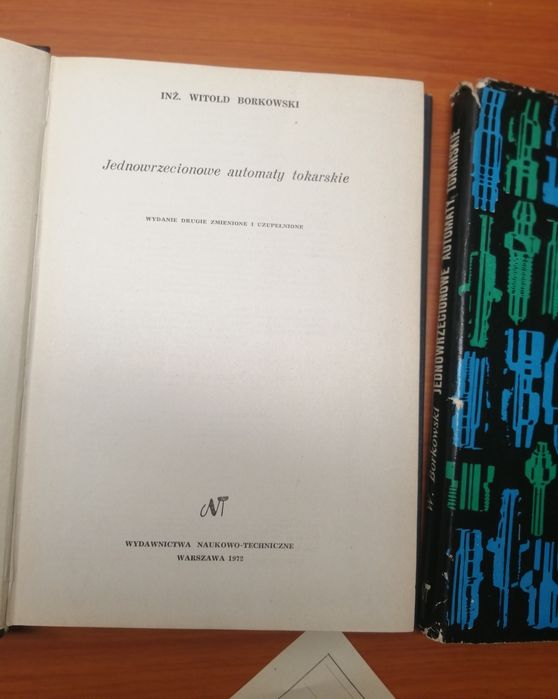 INŻ. WITOLD BORKOWSKI
Jednowrzecionowe automaty tokarskie
WYDANIE DRUGIE ZMIENIONE I UZUPEŁNIONE
NT
WYDAWNICTWA NAUKOWO-TECHNICZNE
WARSZAWA 1972
W. Borkowski JEDNOWRZECIONOWE AUTOMATY TOKARSKIE